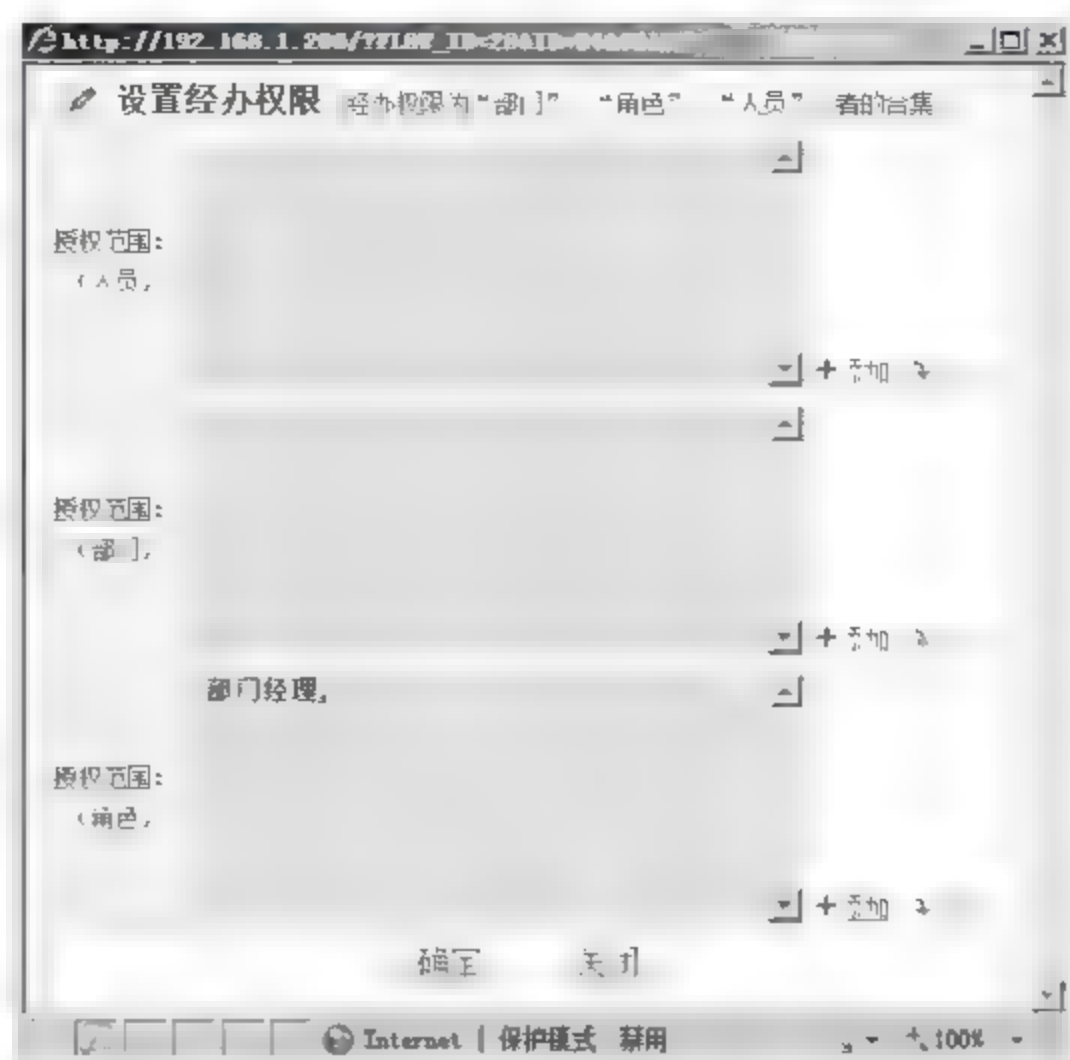 设置经办权限 经办权限为“部门” “角色” “人员” 者的合集
授权范围:
(人员)
添加
授权范围:
(部门)
添加
部门经理,
授权范围:
(角色)
添加
确定 关闭
Internet | 保护模式 禁用 100%